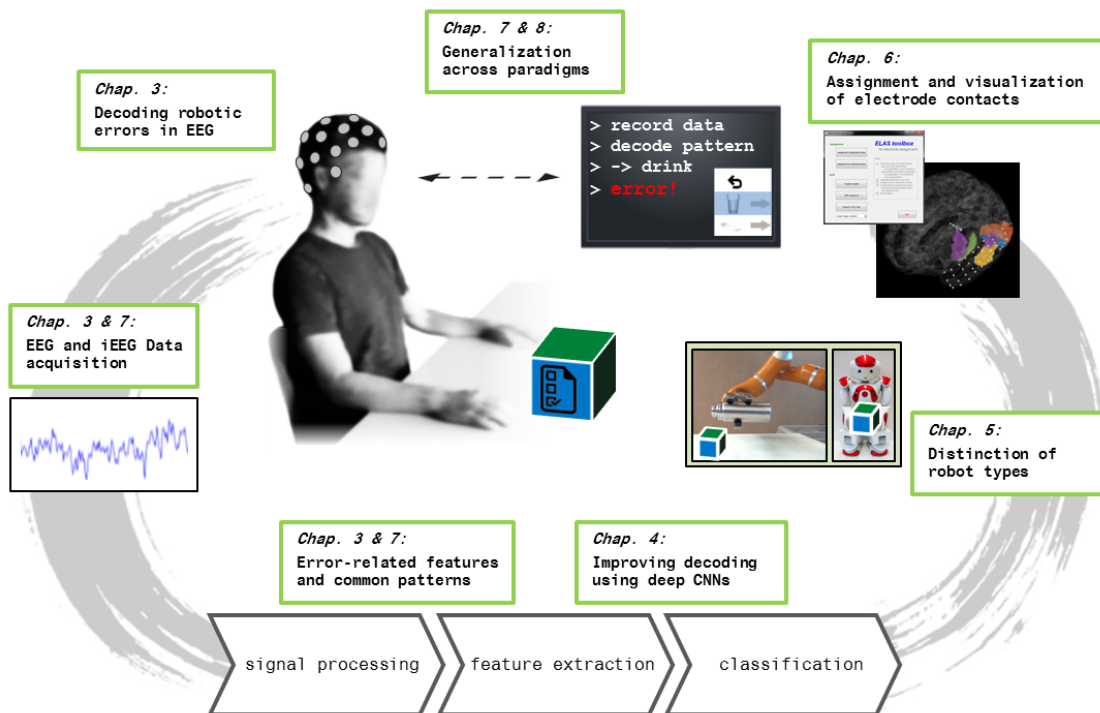 Chap. 7 & 8:
Generalization
across paradigms
Chap. 3:
Decoding robotic
errors in EEG
Chap. 6:
Assignment and visualization
of electrode contacts
> record data
> decode pattern
> -> drink
> error!
ELAS toolbox
Chap. 3 & 7:
EEG and iEEG Data
acquisition
Chap. 5:
Distinction of
robot types
Chap. 3 & 7:
Error-related features
and common patterns
Chap. 4:
Improving decoding
using deep CNNs
signal processing
feature extraction
classification